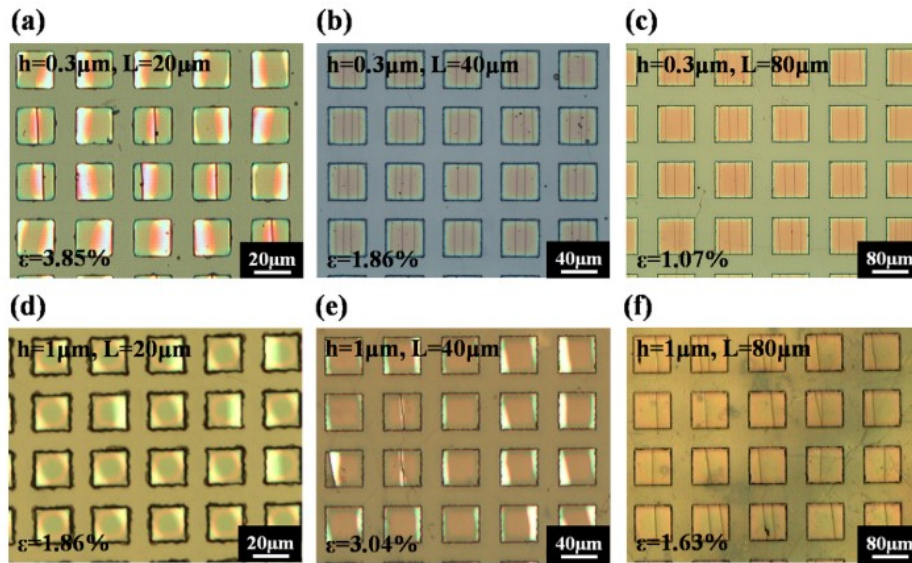 (a)
h=0.3μm, L=20μm
ε=3.85%
20μm
(b)
h=0.3μm, L=40μm
ε=1.86%
40μm
(c)
h=0.3μm, L=80μm
ε=1.07%
80μm
(d)
h=1μm, L=20μm
ε=1.86%
20μm
(e)
h=1μm, L=40μm
ε=3.04%
40μm
(f)
h=1μm, L=80μm
ε=1.63%
80μm